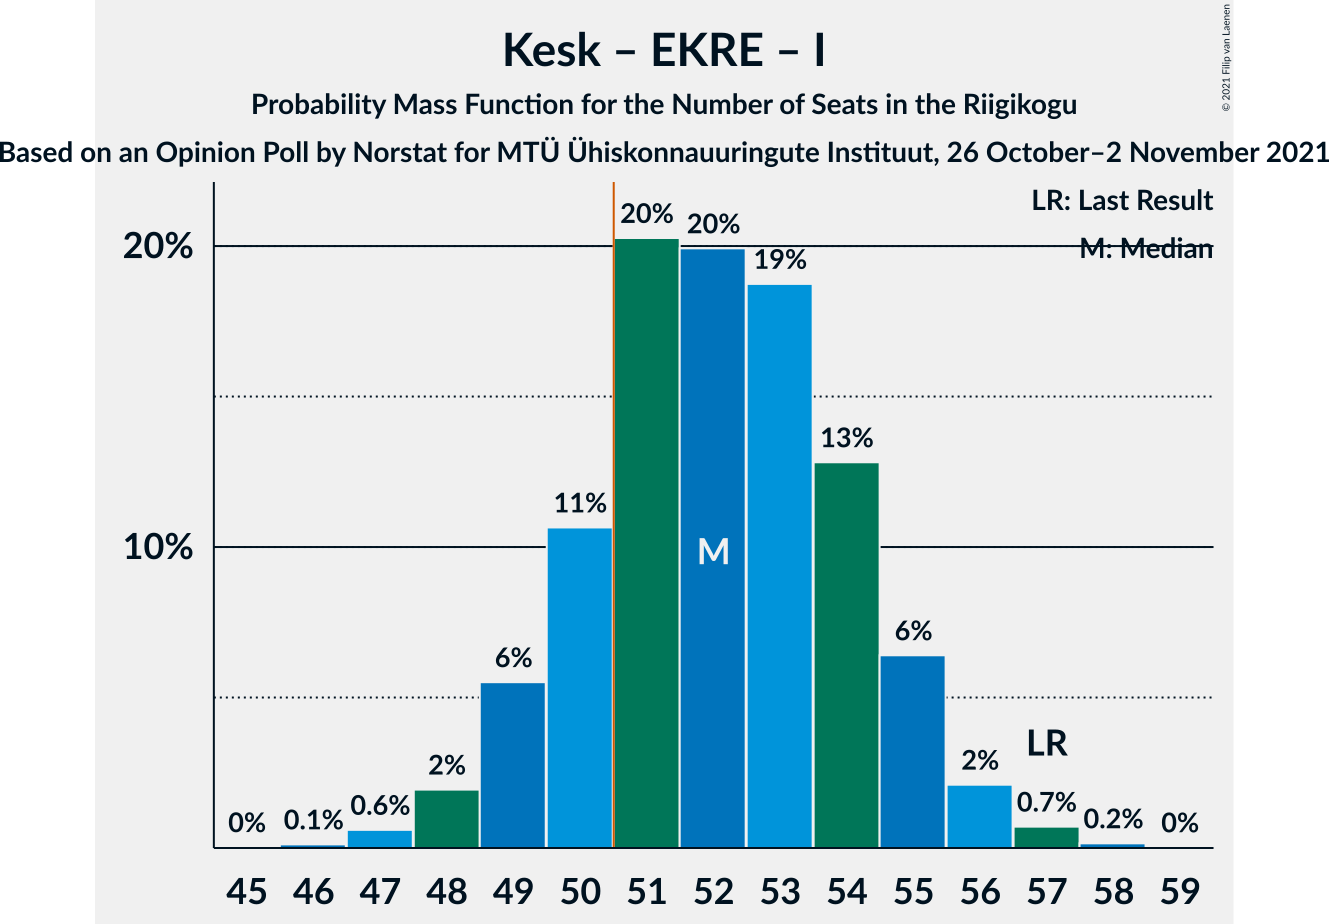 Kesk – EKRE – I
Probability Mass Function for the Number of Seats in the Riigikogu
Based on an Opinion Poll by Norstat for MTÜ Ühiskonnauuringute Instituut, 26 October–2 November 2021
© 2021 Filip van Laenen
LR: Last Result
M: Median
20%
10%
0%
0.1%
0.6%
2%
6%
11%
20%
20%
19%
13%
6%
2%
0.7%
0.2%
0%
M
LR
45 46 47 48 49 50 51 52 53 54 55 56 57 58 59